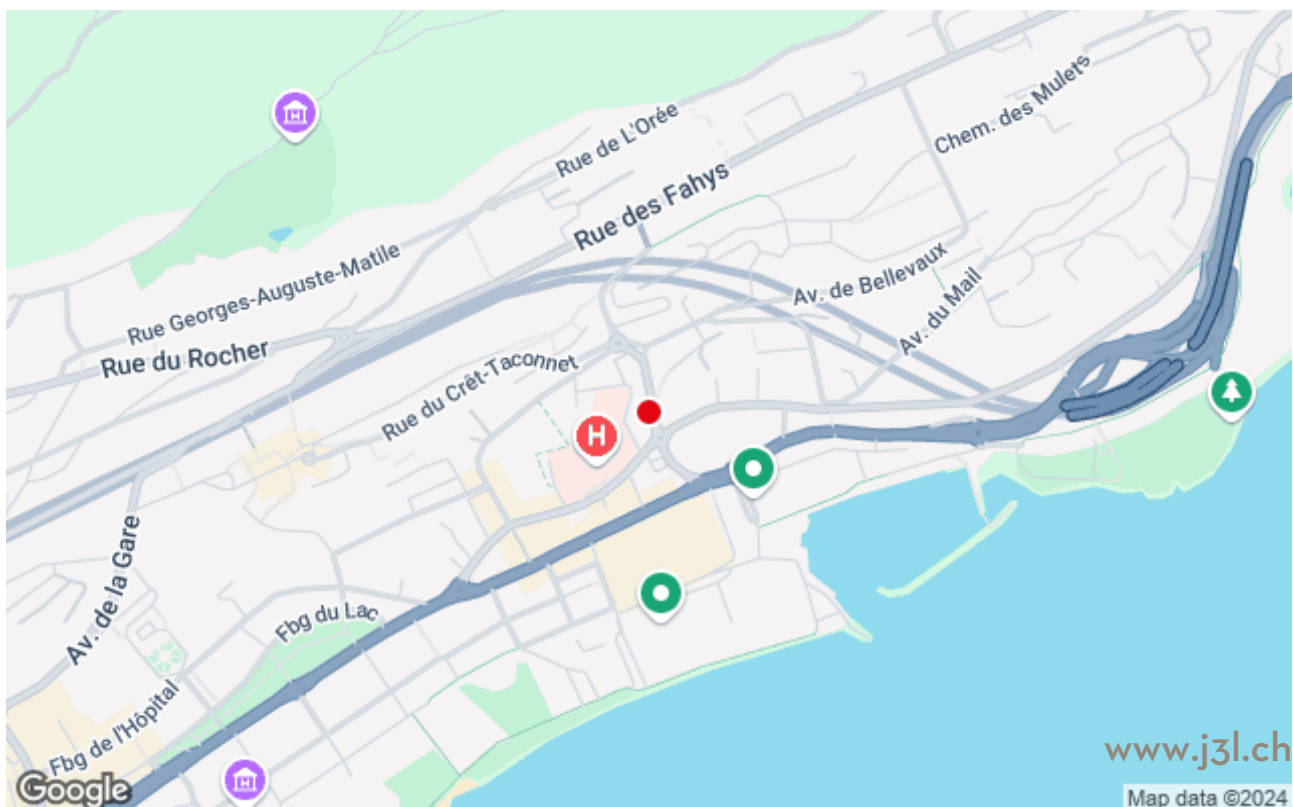 Chem. des Mulets
Rue de L'Orée
Rue des Fahys
Rue Georges-Auguste-Matile
Av. de Bellevaux
Av. du Mail
Rue du Rocher
Rue du Crêt-Taconnet
H
Av. de la Gare
Fbg du Lac
Fbg de l'Hôpital
www.j3l.ch
Google
Map data ©2024